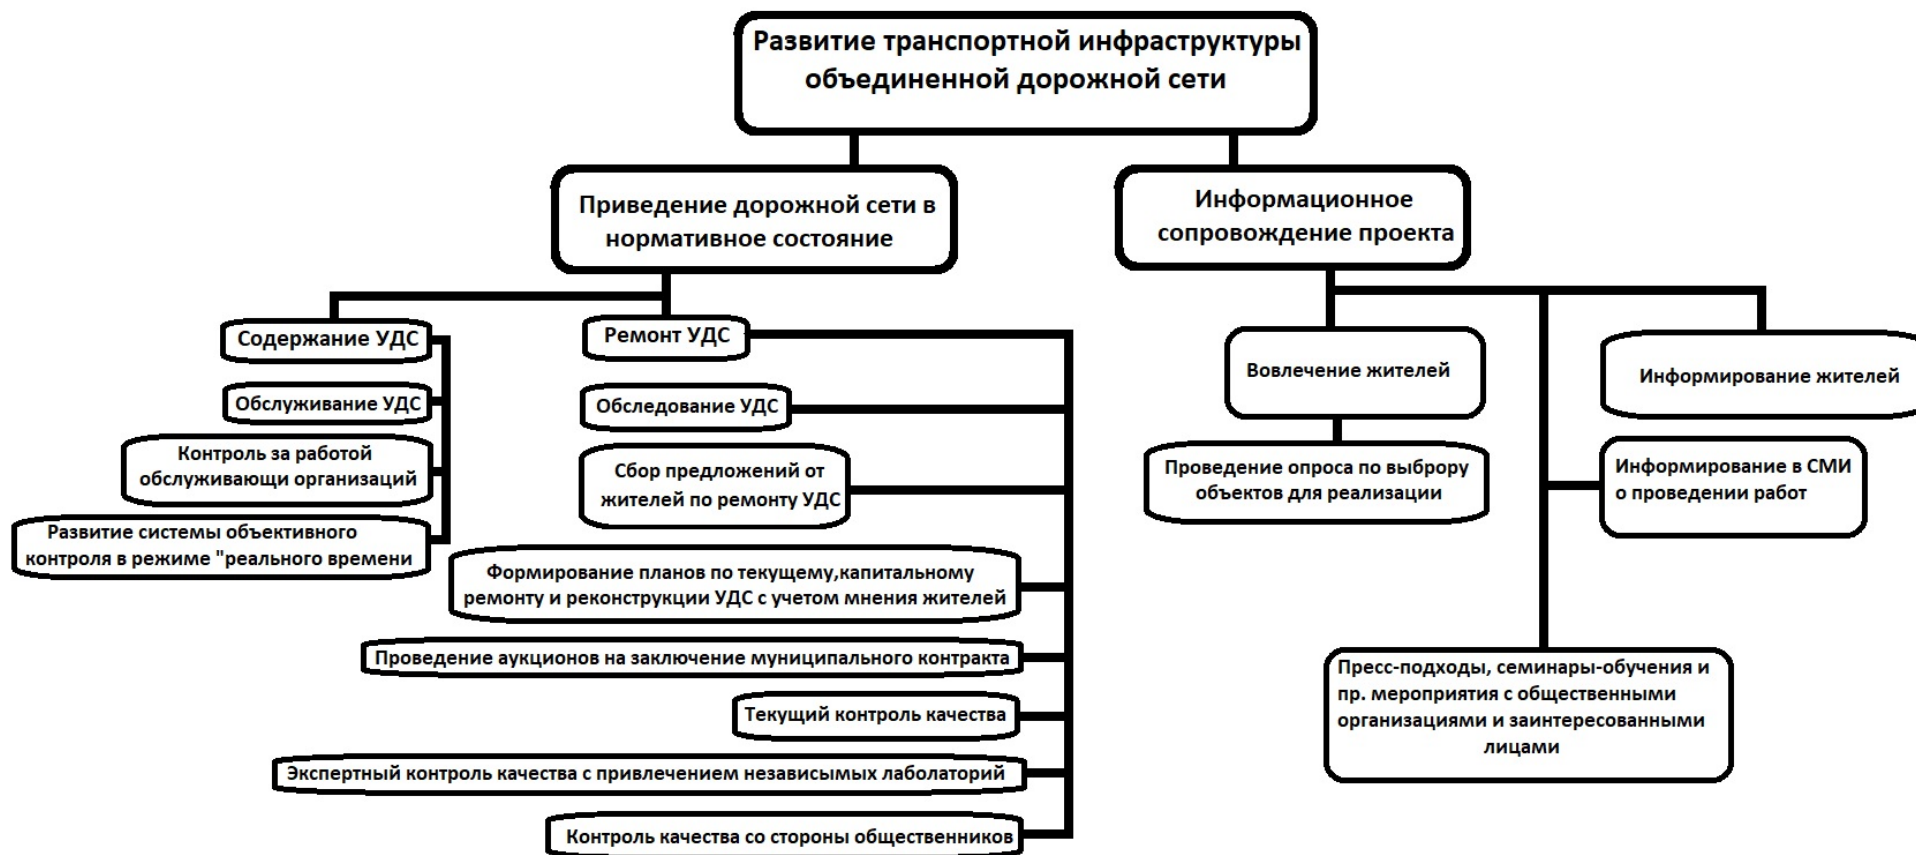 Развитие транспортной инфраструктуры
объединенной дорожной сети
Приведение дорожной сети в
нормативное состояние
Информационное
сопровождение проекта
Содержание УДС
Обслуживание УДС
Контроль за работой
обслуживающи организаций
Развитие системы объективного
контроля в режиме "реального времени
Ремонт УДС
Обследование УДС
Сбор предложений от
жителей по ремонту УДС
Формирование планов по текущему,капитальному
ремонту и реконструкции УДС с учетом мнения жителей
Проведение аукционов на заключение муниципального контракта
Текущий контроль качества
Экспертный контроль качества с привлечением независымых лаболаторий
Контроль качества со стороны общественников
Вовлечение жителей
Проведение опроса по выброру
объектов для реализации
Информирование жителей
Информирование в СМИ
о проведении работ
Пресс-подходы, семинары-обучения и
пр. мероприятия с общественными
организациями и заинтересованными
лицами